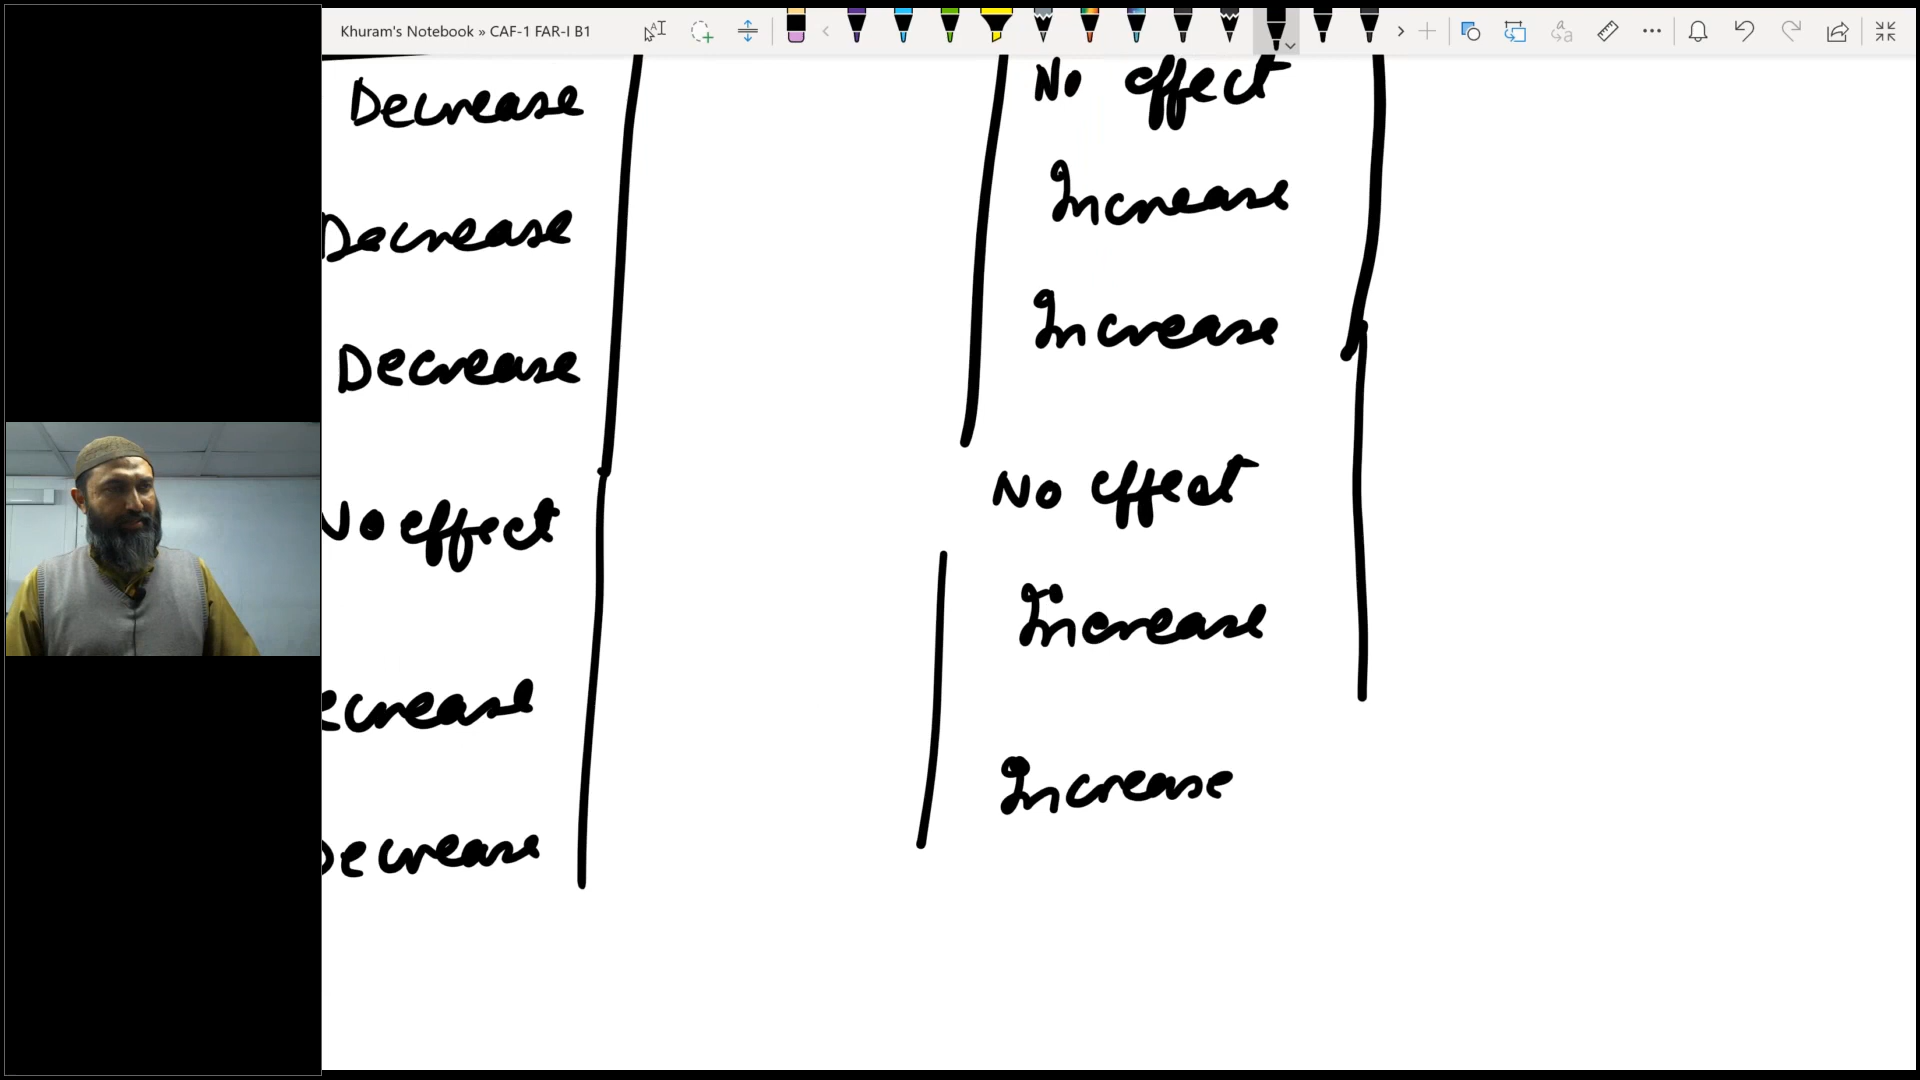 Khuram's Notebook » CAF-1 FAR-I B1
Decrease
No effect
Decrease
Increase
Decrease
Increase
No effect
No effect
ecrease
Increase
Decrease
Increase